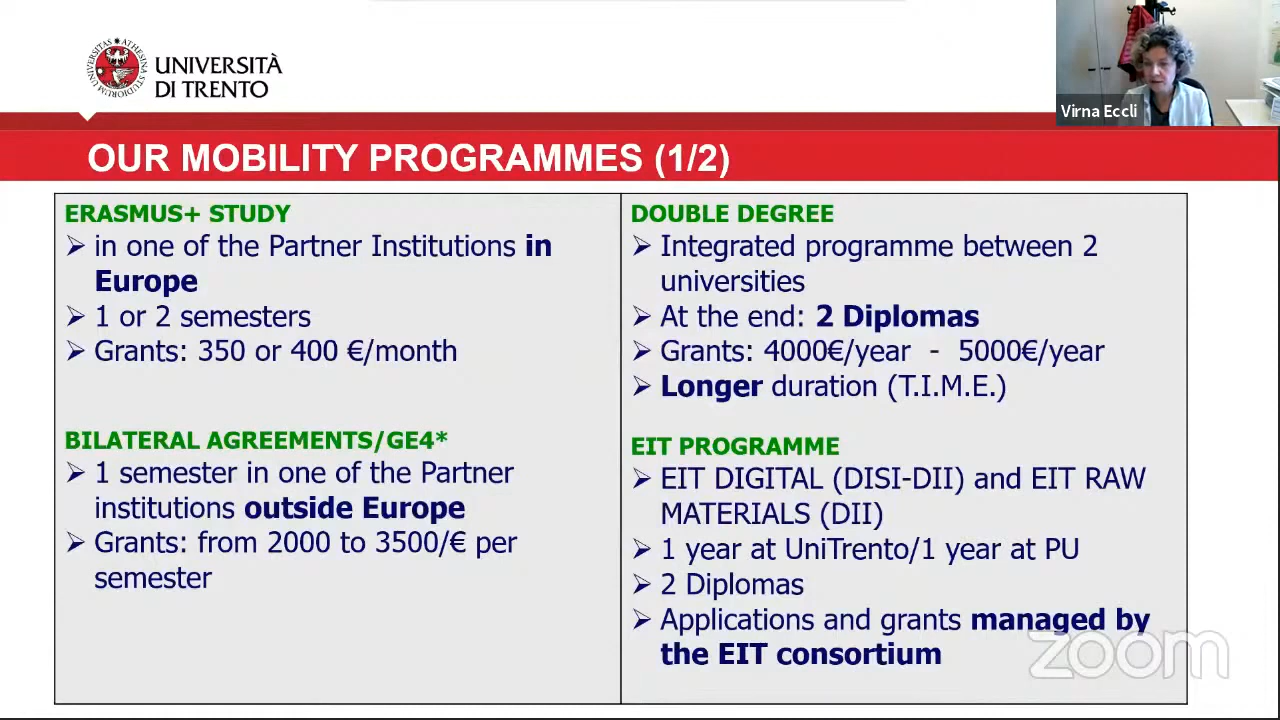 UNIVERSITÀ
DI TRENTO
Virna Eccli
OUR MOBILITY PROGRAMMES (1/2)
ERASMUS+ STUDY
➢ in one of the Partner Institutions in
Europe
➢ 1 or 2 semesters
➢ Grants: 350 or 400 €/month
BILATERAL AGREEMENTS/GE4*
➢ 1 semester in one of the Partner
institutions outside Europe
➢ Grants: from 2000 to 3500/€ per
semester
DOUBLE DEGREE
➢ Integrated programme between 2
universities
➢ At the end: 2 Diplomas
➢ Grants: 4000€/year - 5000€/year
➢ Longer duration (T.I.M.E.)
EIT PROGRAMME
➢ EIT DIGITAL (DISI-DII) and EIT RAW
MATERIALS (DII)
➢ 1 year at UniTrento/1 year at PU
➢ 2 Diplomas
➢ Applications and grants managed by
the EIT consortium
zoom